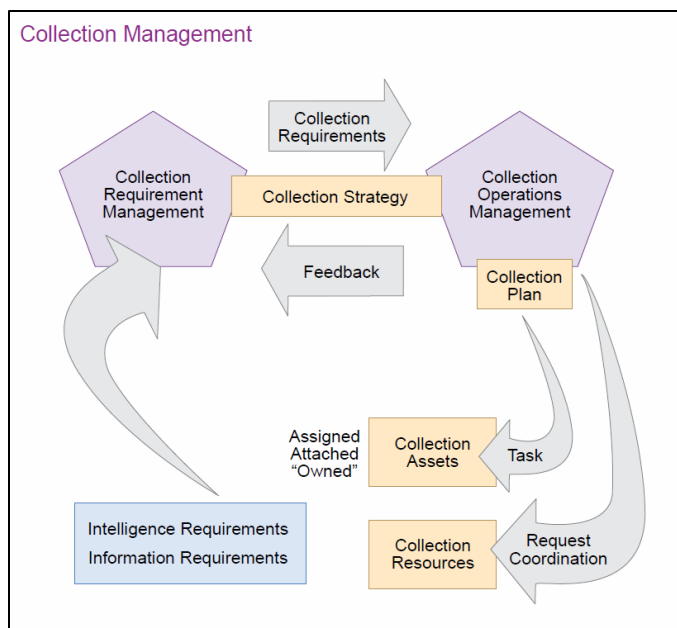 Collection Management
Collection
Requirements
Collection
Requirement
Management
Collection Strategy
Collection
Operations
Management
Feedback
Collection
Plan
Assigned
Attached
“Owned”
Collection
Assets
Task
Intelligence Requirements
Information Requirements
Collection
Resources
Request
Coordination